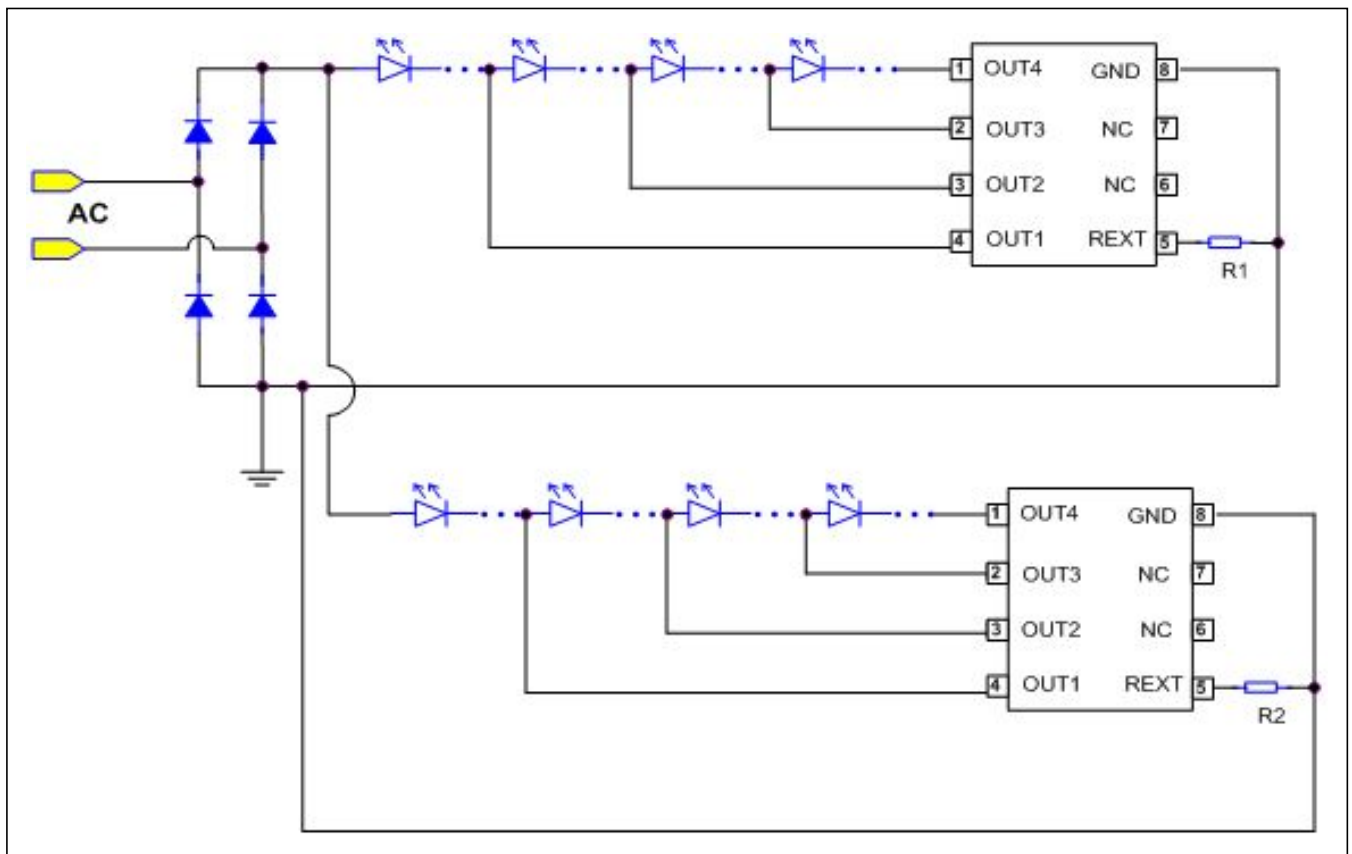 1 OUT4 GND 8
2 OUT3 NC 7
AC
3 OUT2 NC 6
4 OUT1 REXT 5
R1
1 OUT4 GND 8
2 OUT3 NC 7
3 OUT2 NC 6
4 OUT1 REXT 5
R2